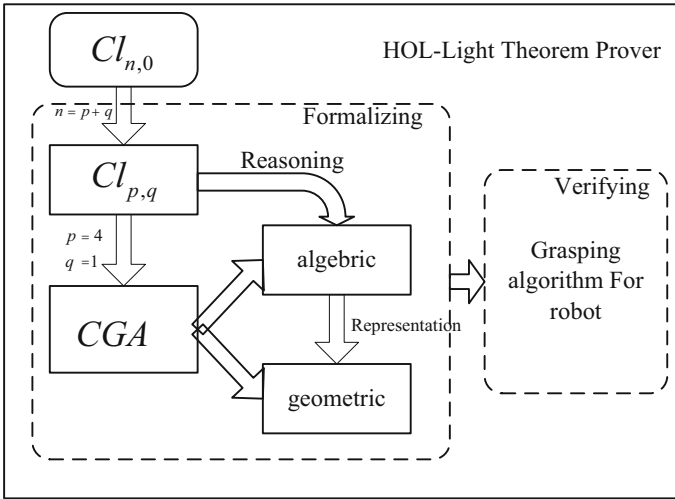 Cl_{n,0}
HOL-Light Theorem Prover
n = p + q
Formalizing
Cl_{p,q}
Reasoning
Verifying
p = 4
q =1
algebric
Grasping
algorithm For
robot
CGA
Representation
geometric